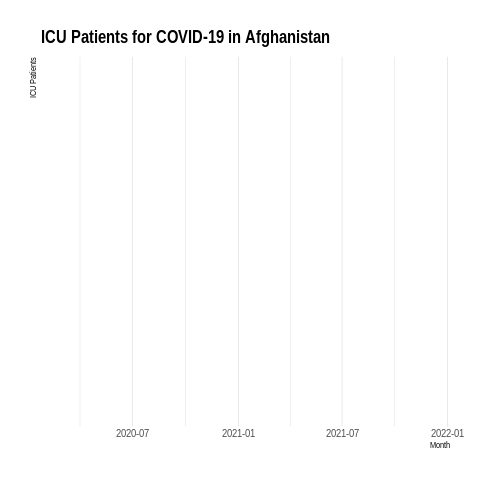 ICU Patients for COVID-19 in Afghanistan
ICU Patients
2020-07
2021-01
2021-07
2022-01
Month